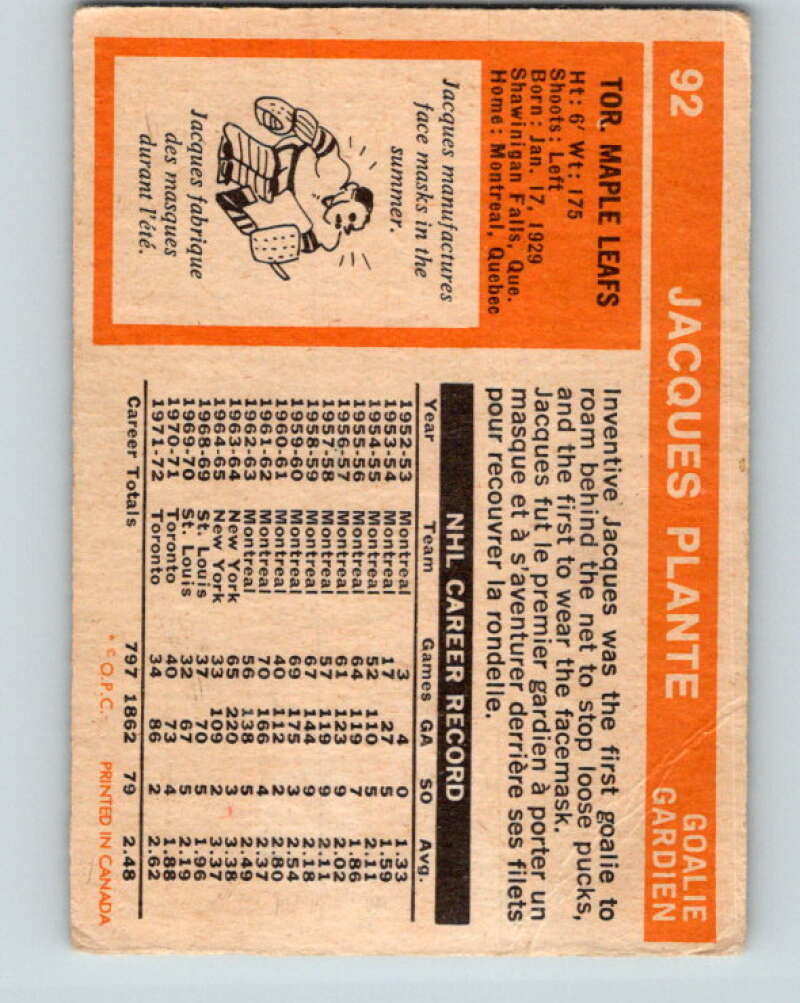 92 JACQUES PLANTE GOALIE
GARDIEN
TOR. MAPLE LEAFS
Ht: 6' Wt: 175
Shoots: Left
Born: Jan. 17, 1929
Shawinigan Falls, Que.
Home: Montreal, Quebec
Jacques manufactures
face masks in the
summer.
Jacques fabrique
des masques
durant l'été.
Inventive Jacques was the first goalie to
roam behind the net to stop loose pucks,
and the first to wear the facemask.
Jacques fut le premier gardien à porter un
masque et à s'aventurer derrière ses filets
pour recouvrer la rondelle.
NHL CAREER RECORD
Year Team Games GA SO Avg.
1952-53 Montreal 3 4 0 1.33
1953-54 Montreal 17 27 5 1.59
1954-55 Montreal 52 110 5 2.11
1955-56 Montreal 64 119 7 1.86
1956-57 Montreal 61 123 9 2.02
1957-58 Montreal 57 119 9 2.11
1958-59 Montreal 67 144 9 2.18
1959-60 Montreal 69 175 3 2.54
1960-61 Montreal 40 112 2 2.80
1961-62 Montreal 70 166 4 2.37
1962-63 Montreal 56 138 5 2.49
1963-64 New York 65 220 3 3.38
1964-65 New York 33 109 2 3.37
1968-69 St. Louis 37 70 5 1.96
1969-70 St. Louis 32 67 5 2.19
1970-71 Toronto 40 73 4 1.88
1971-72 Toronto 34 86 2 2.62
Career Totals 797 1862 79 2.48
* © O.P.C. PRINTED IN CANADA